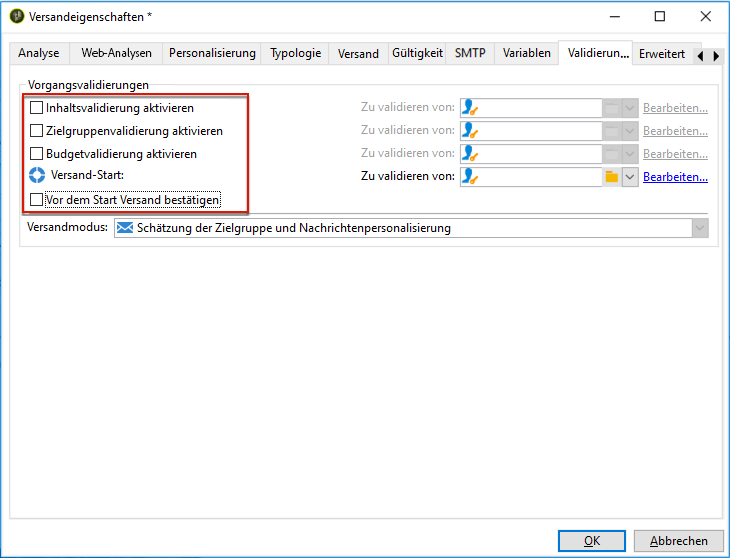 Versandeigenschaften *
Analyse Web-Analysen Personalisierung Typologie Versand Gültigkeit SMTP Variablen Validierun... Erweitert
Vorgangsvalidierungen
Inhaltsvalidierung aktivieren Zu validieren von: Bearbeiten...
Zielgruppenvalidierung aktivieren Zu validieren von: Bearbeiten...
Budgetvalidierung aktivieren Zu validieren von: Bearbeiten...
Versand-Start: Zu validieren von: Bearbeiten...
Vor dem Start Versand bestätigen
Versandmodus: Schätzung der Zielgruppe und Nachrichtenpersonalisierung
OK Abbrechen